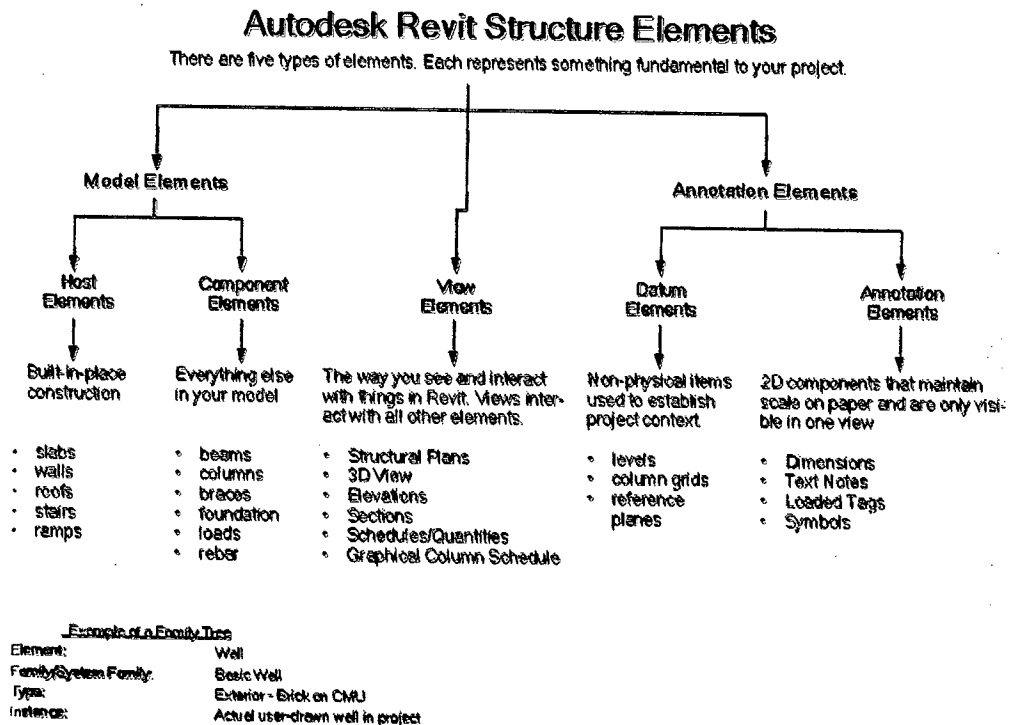 Autodesk Revit Structure Elements
There are five types of elements. Each represents something fundamental to your project.
Model Elements
Annotation Elements
Host
Elements
Component
Elements
View
Elements
Datum
Elements
Annotation
Elements
Built-in-place
construction
• slabs
• walls
• roofs
• stairs
• ramps
Everything else
in your model
• beams
• columns
• braces
• foundation
• loads
• rebar
The way you see and interact
with things in Revit. Views inter-
act with all other elements.
• Structural Plans
• 3D View
• Elevations
• Sections
• Schedules/Quantities
• Graphical Column Schedule
Non-physical items
used to establish
project context
• levels
• column grids
• reference
planes
2D components that maintain
scale on paper and are only visi-
ble in one view
• Dimensions
• Text Notes
• Loaded Tags
• Symbols
Example of a Family Tree
Element: Wall
Family/System Family: Basic Wall
Type: Exterior - Brick on CMU
Instance: Actual user-drawn wall in project